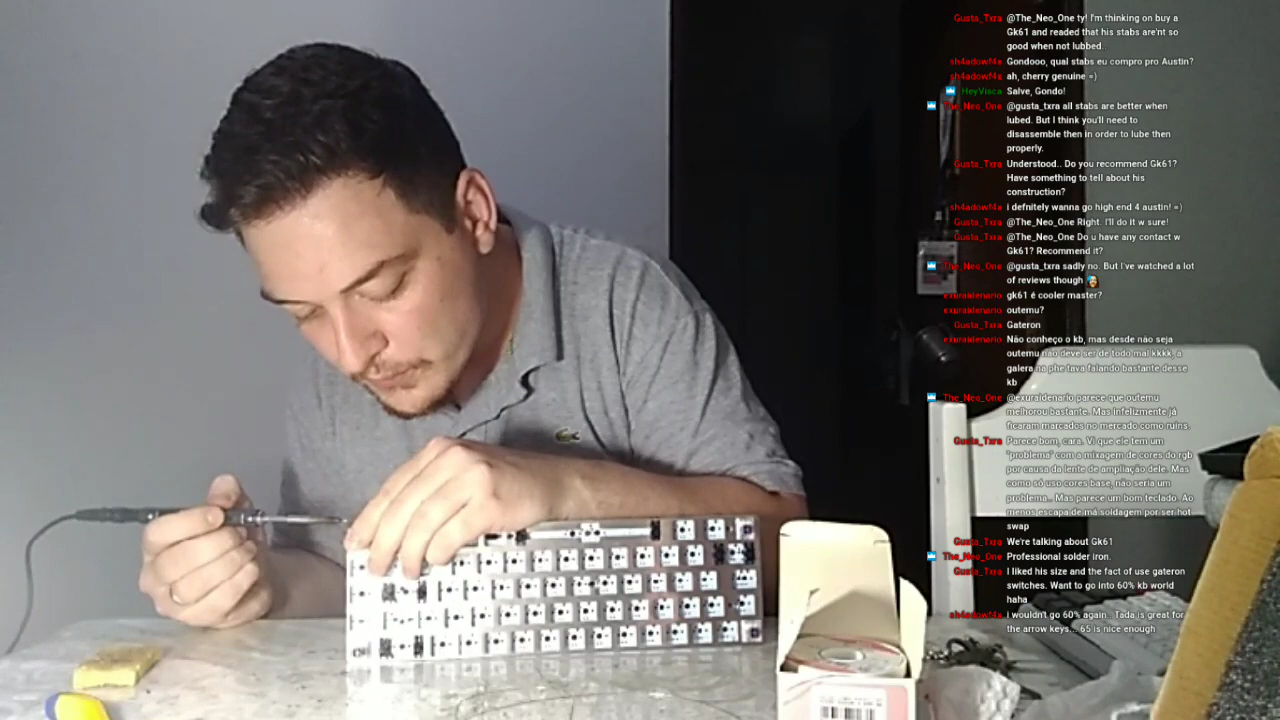 Gusta_Txra @The_Neo_One ty! I'm thinking on buy a
Gk61 and readed that his stabs are'nt so
good when not lubbed.
sh4adowf4x Gondooo, qual stabs eu compro pro Austin?
sh4adowf4x ah, cherry genuine =)
HeyVisca Salve, Gondo!
The_Neo_One @gusta_txra all stabs are better when
lubed. But I think you'll need to
disassemble then in order to lube then
properly.
Gusta_Txra Understood.. Do you recommend Gk61?
Have something to tell about his
construction?
sh4adowf4x i defnitely wanna go high end 4 austin! =)
Gusta_Txra @The_Neo_One Right. I'll do it w sure!
Gusta_Txra @The_Neo_One Do u have any contact w
Gk61? Recommend it?
The_Neo_One @gusta_txra sadly no. But I've watched a lot
of reviews though
exuraidenario gk61 é cooler master?
exuraidenario outemu?
Gusta_Txra Gateron
exuraidenario Não conheço o kb, mas desde não seja
outemu não deve ser de todo mal kkkk, a
galera na phe tava falando bastante desse
kb
The_Neo_One @exuraidenario parece que outemu
melhorou bastante. Mas infelizmente já
ficaram marcados no mercado como ruins.
Gusta_Txra Parece bom, cara. Vi que ele tem um
"problema" com a mixagem de cores do rgb
por causa da lente de ampliação dele. Mas
como só uso cores base, não seria um
problema.. Mas parece um bom teclado. Ao
menos escapa de má soldagem por ser hot
swap
Gusta_Txra We're talking about Gk61
The_Neo_One Professional solder iron.
Gusta_Txra I liked his size and the fact of use gateron
switches. Want to go into 60% kb world
haha
sh4adowf4x i wouldn't go 60% again.. Tada is great for
the arrow keys... 65 is nice enough